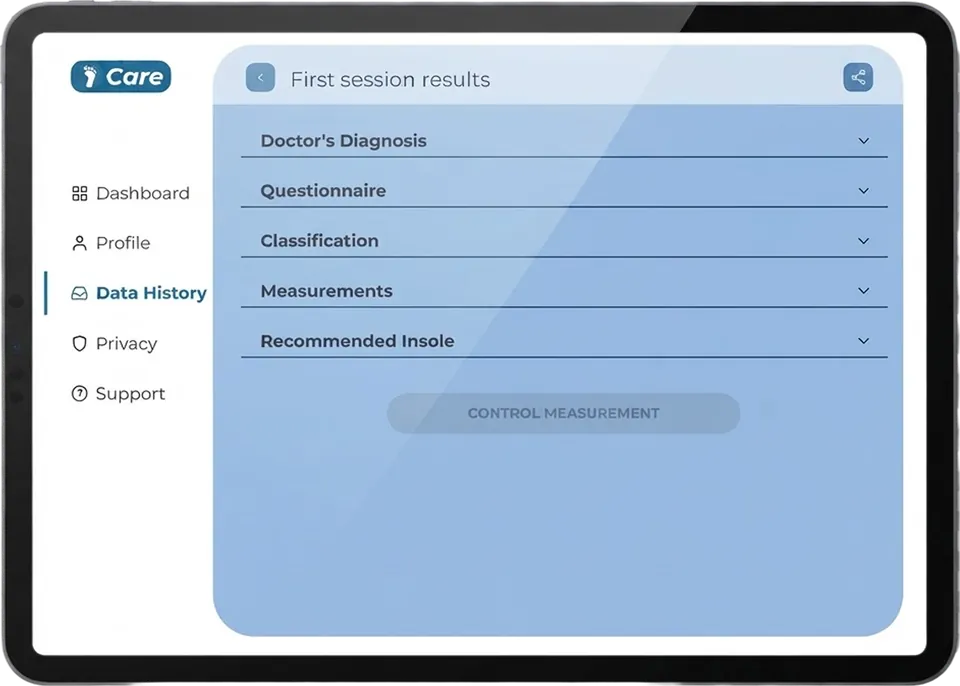 Care
Dashboard
Profile
Data History
Privacy
Support
First session results
Doctor's Diagnosis
Questionnaire
Classification
Measurements
Recommended Insole
CONTROL MEASUREMENT